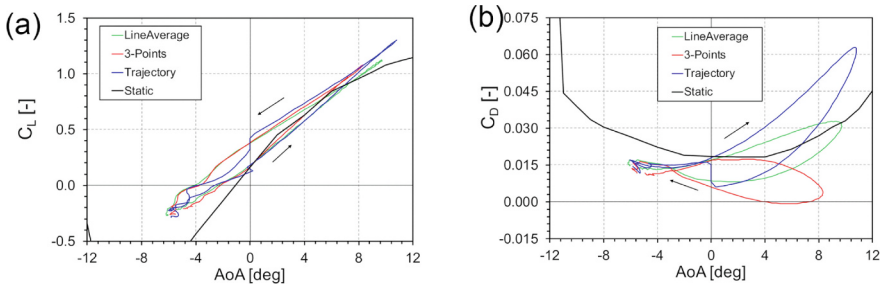 (a)
C_L [-]
1.5
1.0
0.5
0.0
-0.5
LineAverage
3-Points
Trajectory
Static
-12 -8 -4 0 4 8 12
AoA [deg]
(b)
C_D [-]
0.075
0.060
0.045
0.030
0.015
0.000
-0.015
LineAverage
3-Points
Trajectory
Static
-12 -8 -4 0 4 8 12
AoA [deg]